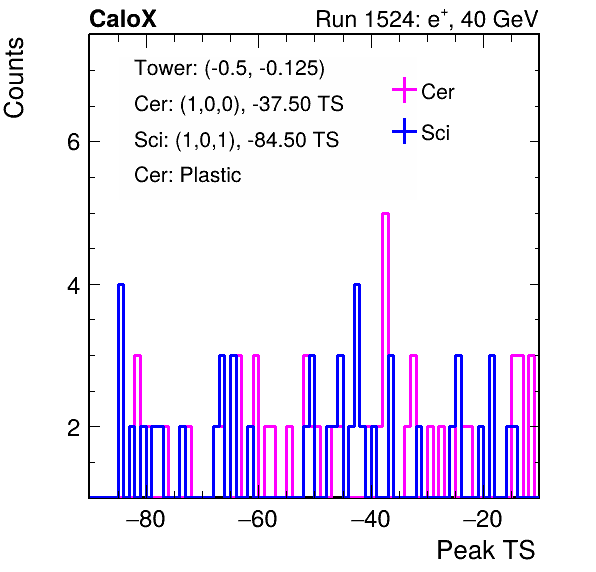 CaloX Run 1524: e⁺, 40 GeV
Counts
Tower: (-0.5, -0.125)
Cer: (1,0,0), -37.50 TS
Sci: (1,0,1), -84.50 TS
Cer: Plastic
Cer
Sci
6
4
2
−80 −60 −40 −20
Peak TS